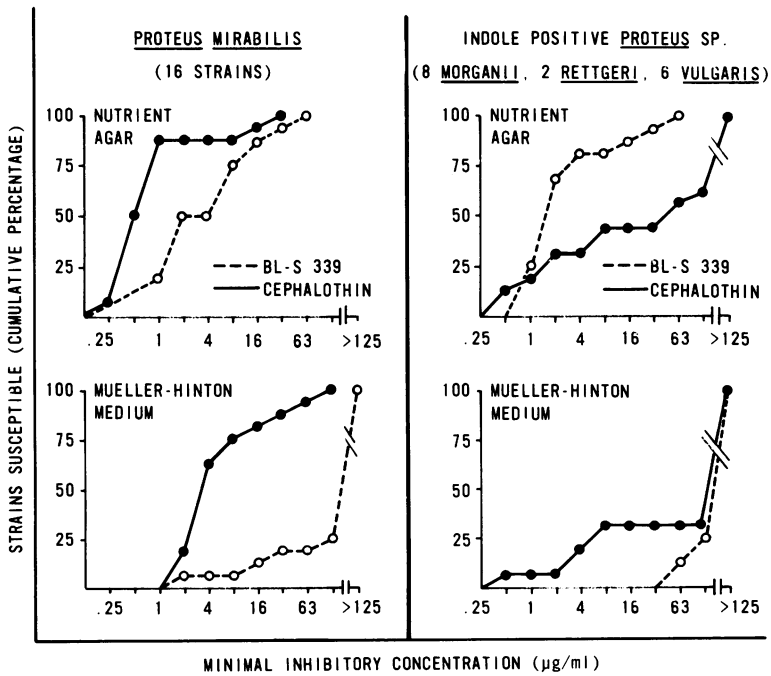 PROTEUS MIRABILIS
(16 STRAINS)
INDOLE POSITIVE PROTEUS SP.
(8 MORGANII, 2 RETTGERI, 6 VULGARIS)
STRAINS SUSCEPTIBLE (CUMULATIVE PERCENTAGE)
100
75
50
25
NUTRIENT
AGAR
BL-S 339
CEPHALOTHIN
.25 1 4 16 63 >125
100
75
50
25
NUTRIENT
AGAR
BL-S 339
CEPHALOTHIN
.25 1 4 16 63 >125
100
75
50
25
MUELLER-HINTON
MEDIUM
.25 1 4 16 63 >125
100
75
50
25
MUELLER-HINTON
MEDIUM
.25 1 4 16 63 >125
MINIMAL INHIBITORY CONCENTRATION (μg/ml)